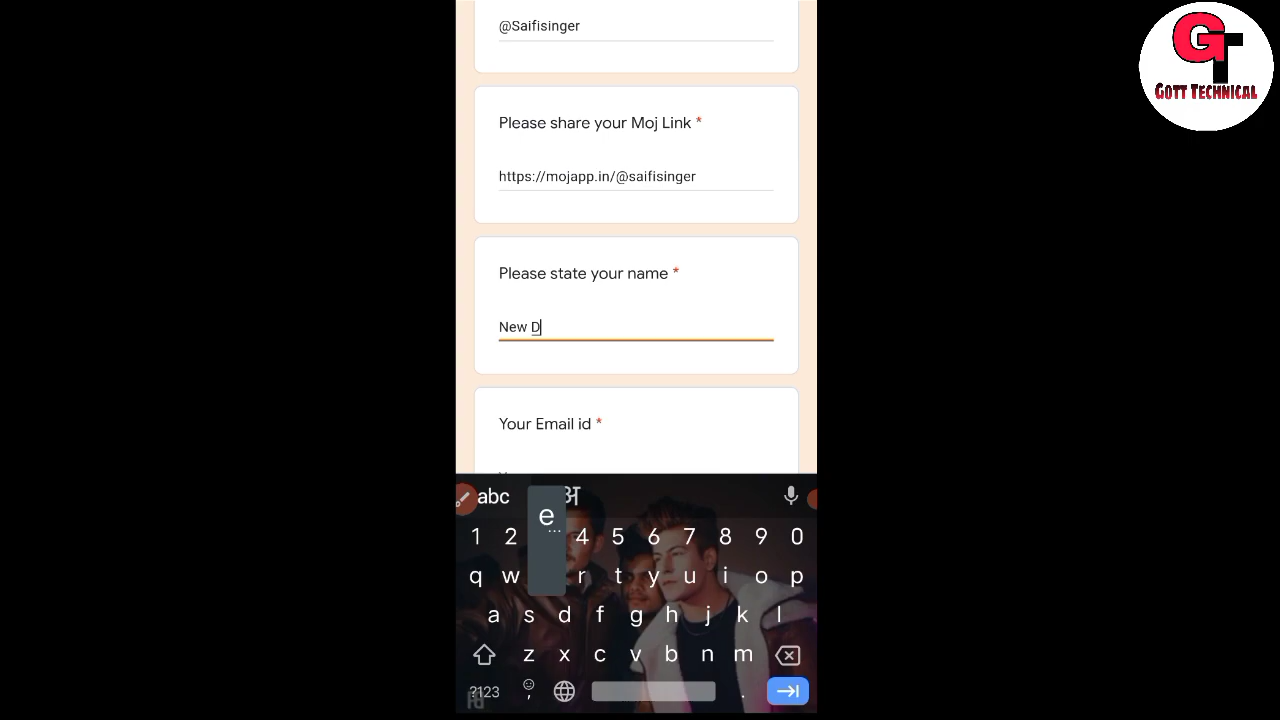 @Saifisinger
GT
GOTT TECHNICAL
Please share your Moj Link *
https://mojapp.in/@saifisinger
Please state your name *
New D
Your Email id *
abc अ
e
...
1 2 4 5 6 7 8 9 0
q w r t y u i o p
a s d f g h j k l
z x c v b n m
?123 , .